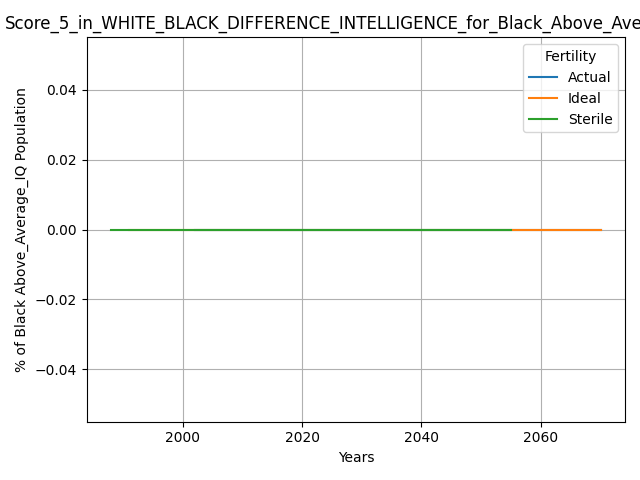 Score_5_in_WHITE_BLACK_DIFFERENCE_INTELLIGENCE_for_Black_Above_Ave
Fertility
Actual
Ideal
Sterile
% of Black Above_Average_IQ Population
0.04
0.02
0.00
−0.02
−0.04
2000 2020 2040 2060
Years